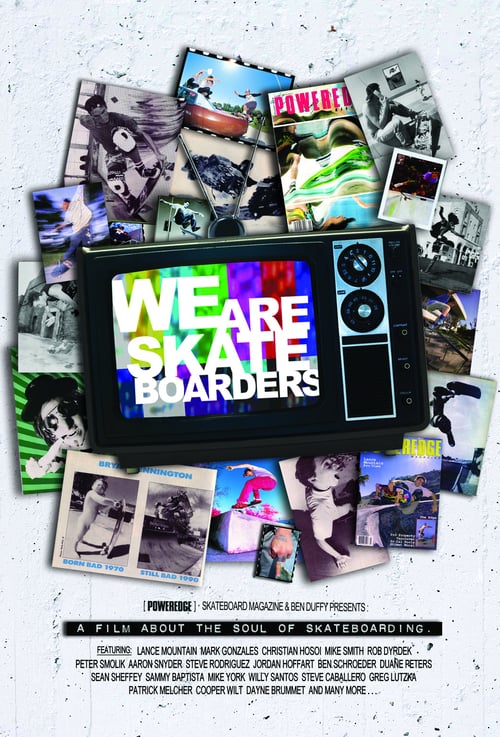 POWEREDGE
WE ARE
SKATE
BOARDERS
POWEREDGE
Lance
Mountain
BORN BAD 1970
STILL BAD 1990
[ POWEREDGE ] · SKATEBOARD MAGAZINE & BEN DUFFY PRESENTS :
A FILM ABOUT THE SOUL OF SKATEBOARDING.
FEATURING: LANCE MOUNTAIN MARK GONZALES CHRISTIAN HOSOI MIKE SMITH ROB DYRDEK
PETER SMOLIK AARON SNYDER STEVE RODRIGUEZ JORDAN HOFFART BEN SCHROEDER DUANE PETERS
SEAN SHEFFEY SAMMY BAPTISTA MIKE YORK WILLY SANTOS STEVE CABALLERO GREG LUTZKA
PATRICK MELCHER COOPER WILT DAYNE BRUMMET AND MANY MORE . . .